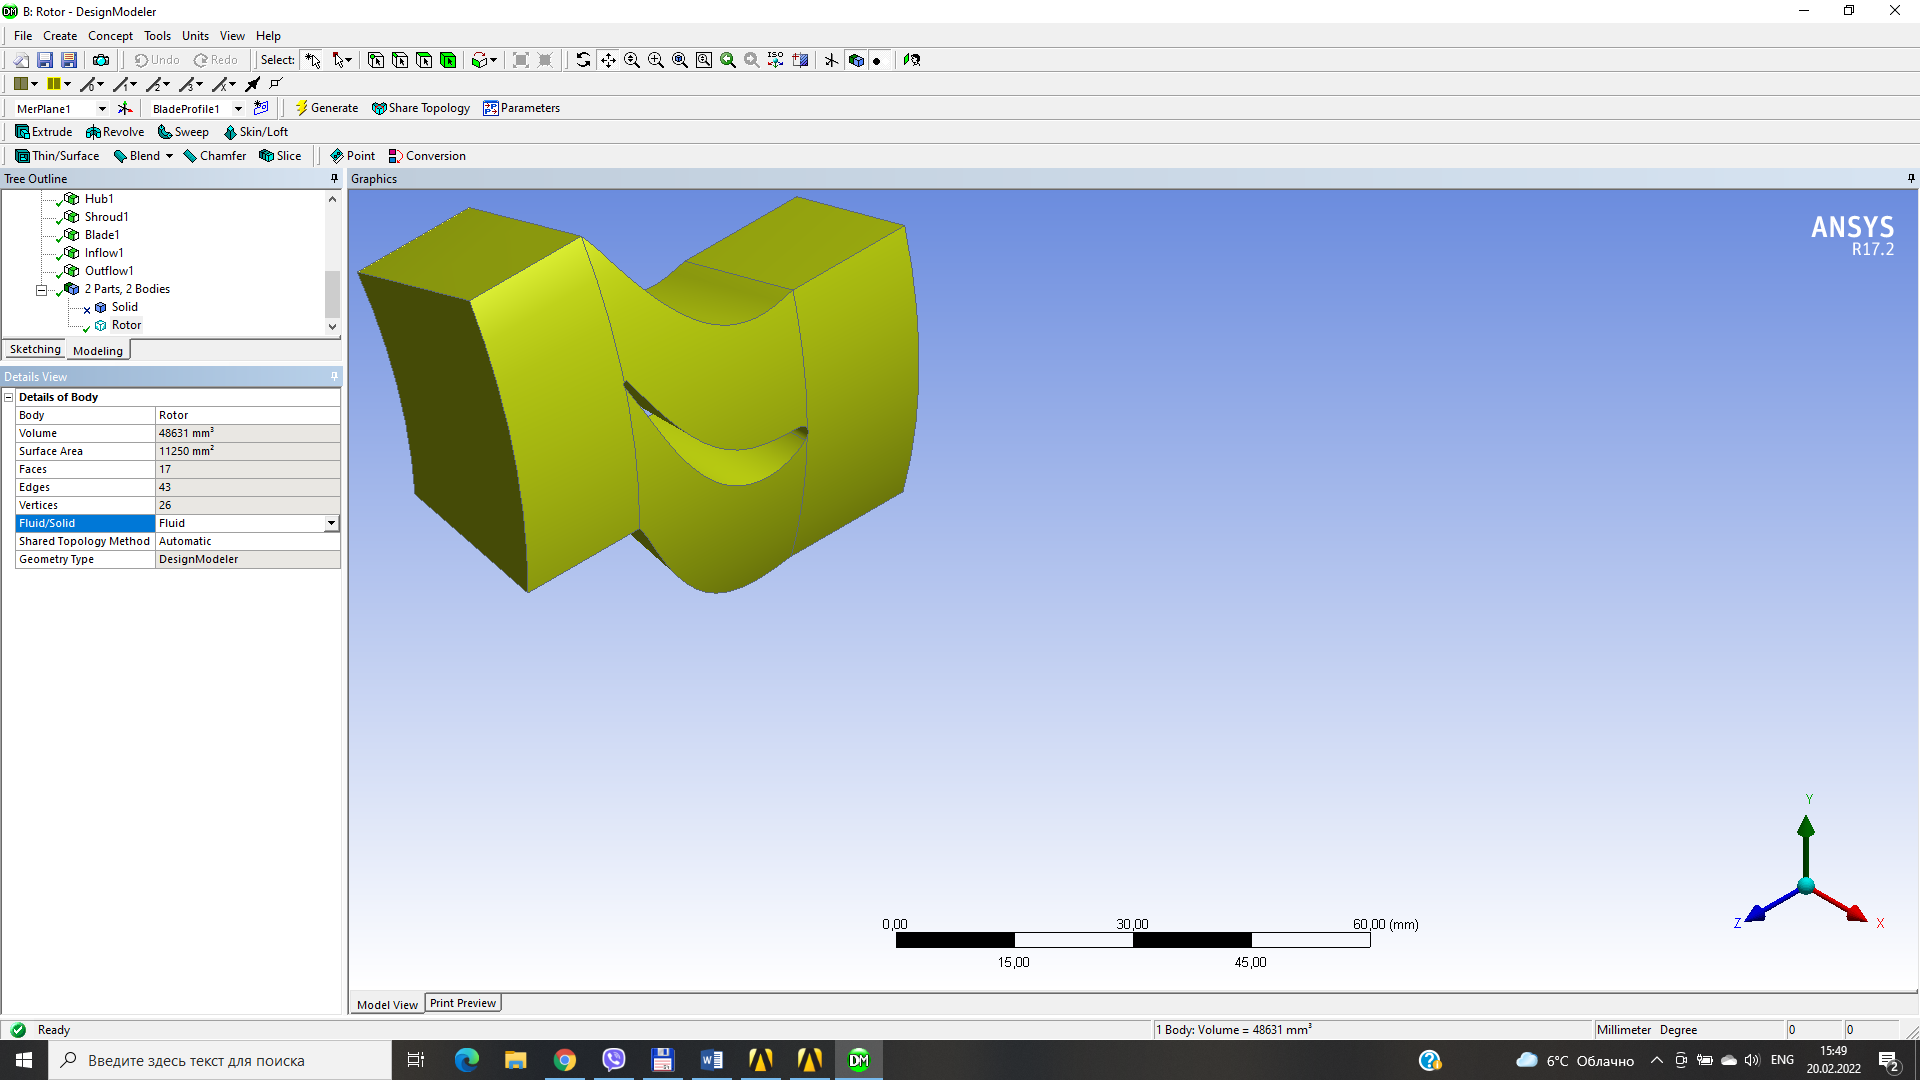 B: Rotor - DesignModeler
File Create Concept Tools Units View Help
Undo Redo Select: ISO
MerPlane1 BladeProfile1 Generate Share Topology Parameters
Extrude Revolve Sweep Skin/Loft
Thin/Surface Blend Chamfer Slice Point Conversion
Tree Outline
Hub1
Shroud1
Blade1
Inflow1
Outflow1
2 Parts, 2 Bodies
Solid
Rotor
Sketching Modeling
Details View
Details of Body
Body Rotor
Volume 48631 mm³
Surface Area 11250 mm²
Faces 17
Edges 43
Vertices 26
Fluid/Solid Fluid
Shared Topology Method Automatic
Geometry Type DesignModeler
Graphics
ANSYS
R17.2
Y
Z X
0,00 30,00 60,00 (mm)
15,00 45,00
Model View Print Preview
Ready 1 Body: Volume = 48631 mm³ Millimeter Degree 0 0
Введите здесь текст для поиска
DM
6°C Облачно ENG 15:49
20.02.2022
2